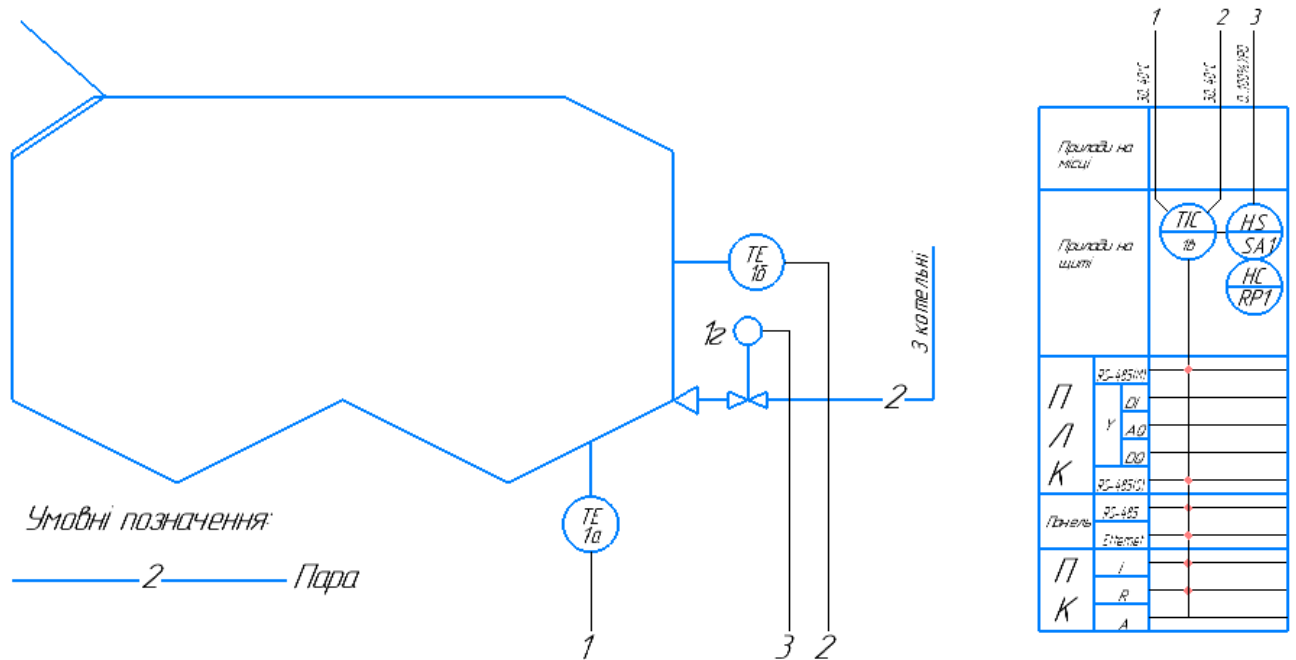 TE
1б
1г
З котельні
2
TE
1а
Умовні позначення:
2 Пара
1
3
2
1
2
3
30..40°C
30..40°C
0..100%ХРО
Прилади на
місці
TIC
1в
HS
SA1
Прилади на
щиті
HC
RP1
П
Л
К
RS-485(M)
Y
DI
AO
DO
RS-485(S)
Панель
RS-485
Ethernet
П
К
I
R
A